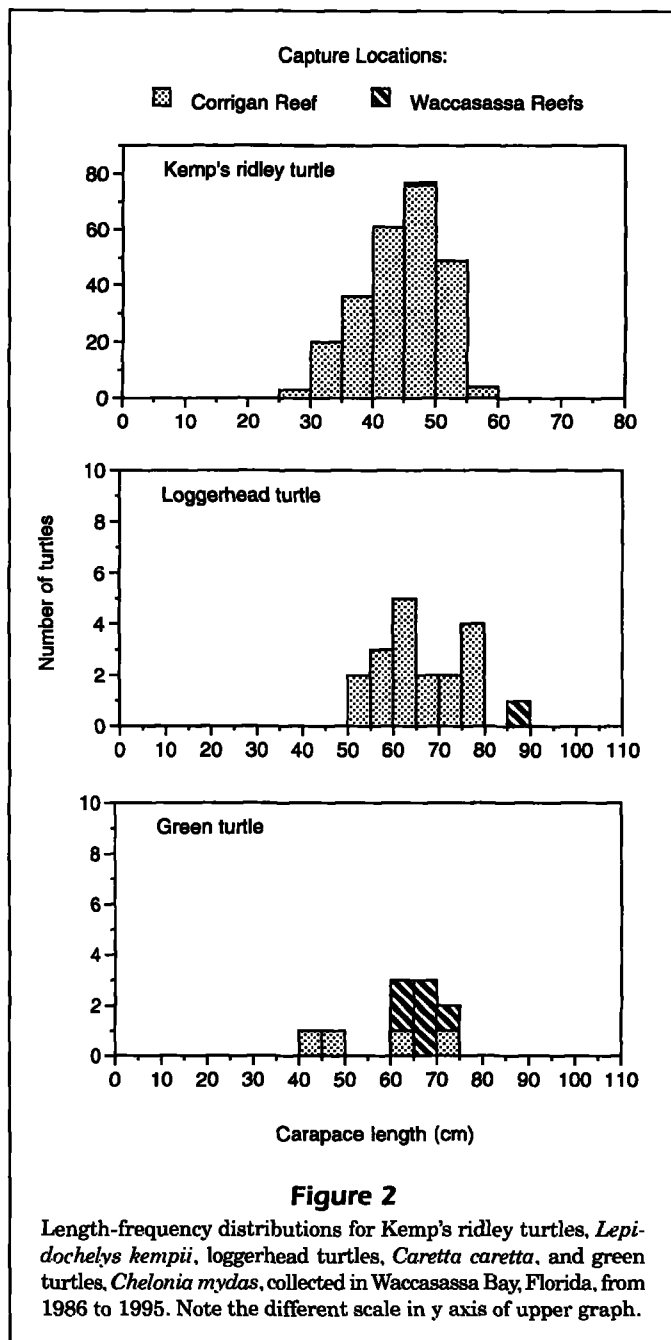 Capture Locations:
Corrigan Reef Waccasassa Reefs
Kemp's ridley turtle
80
60
40
20
0
0 10 20 30 40 50 60 70 80
Loggerhead turtle
10
8
6
4
2
0
0 10 20 30 40 50 60 70 80 90 100 110
Number of turtles
Green turtle
10
8
6
4
2
0
0 10 20 30 40 50 60 70 80 90 100 110
Carapace length (cm)
Figure 2
Length-frequency distributions for Kemp's ridley turtles, Lepi-
dochelys kempii, loggerhead turtles, Caretta caretta, and green
turtles, Chelonia mydas, collected in Waccasassa Bay, Florida, from
1986 to 1995. Note the different scale in y axis of upper graph.